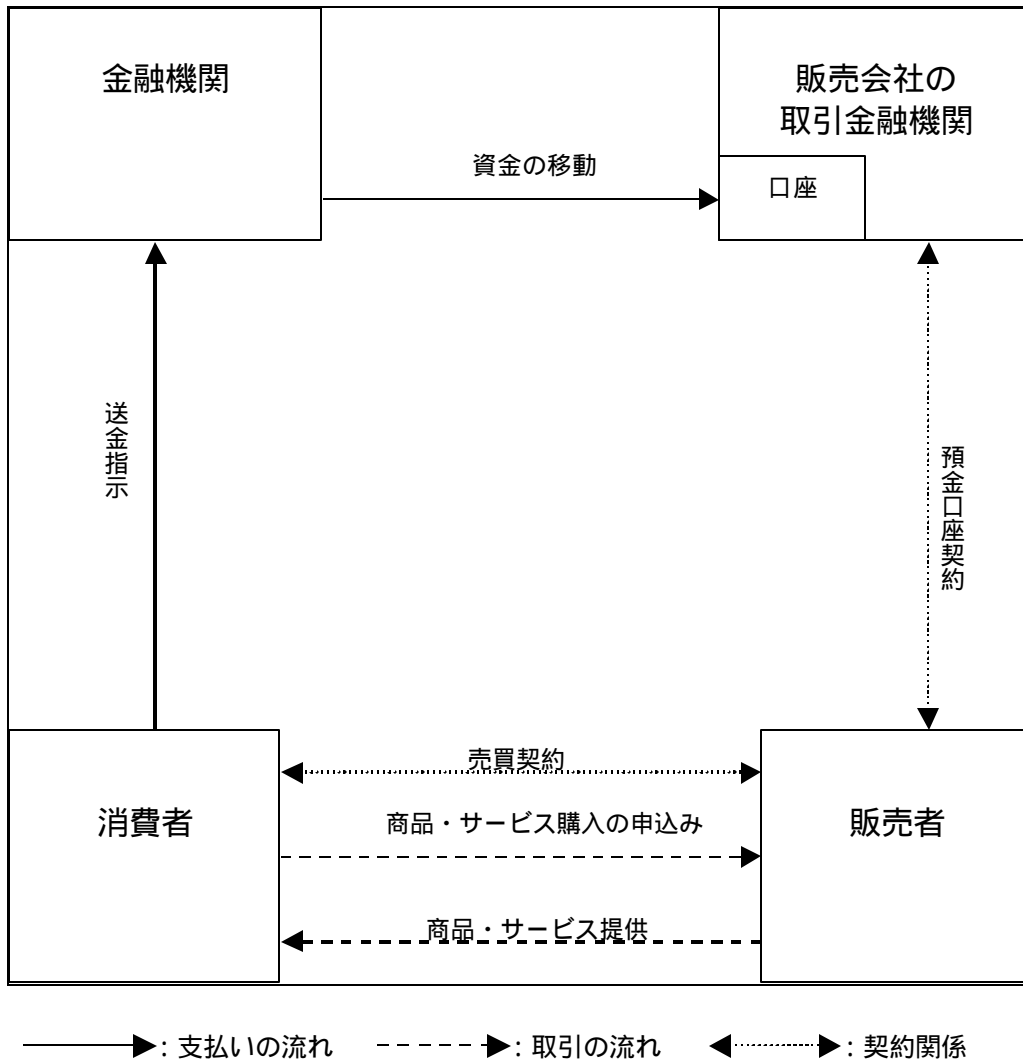 金融機関
販売会社の
取引金融機関
資金の移動
口座
送金指示
預金口座契約
売買契約
消費者
商品・サービス購入の申込み
販売者
商品・サービス提供
：支払いの流れ
：取引の流れ
：契約関係